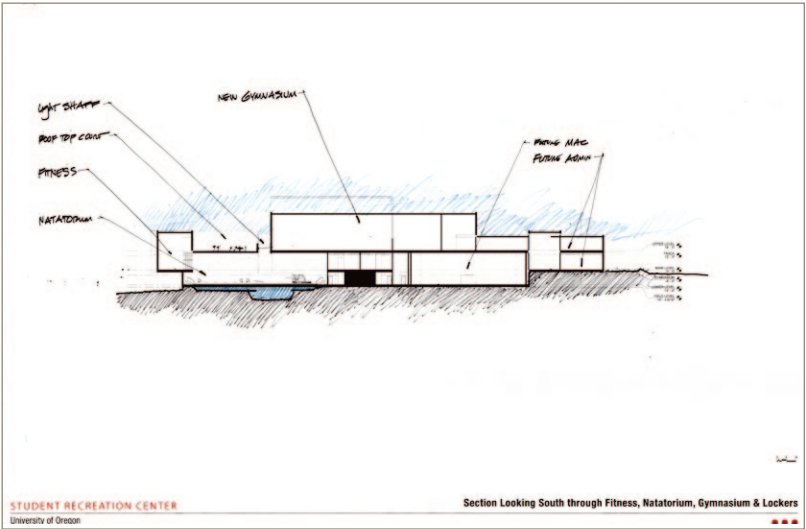 LIGHT SHAFT
ROOF TOP COURT
FITNESS
NATATORIUM
NEW GYMNASIUM
FUTURE MAC
FUTURE ADMIN
STUDENT RECREATION CENTER
University of Oregon
Section Looking South through Fitness, Natatorium, Gymnasium & Lockers